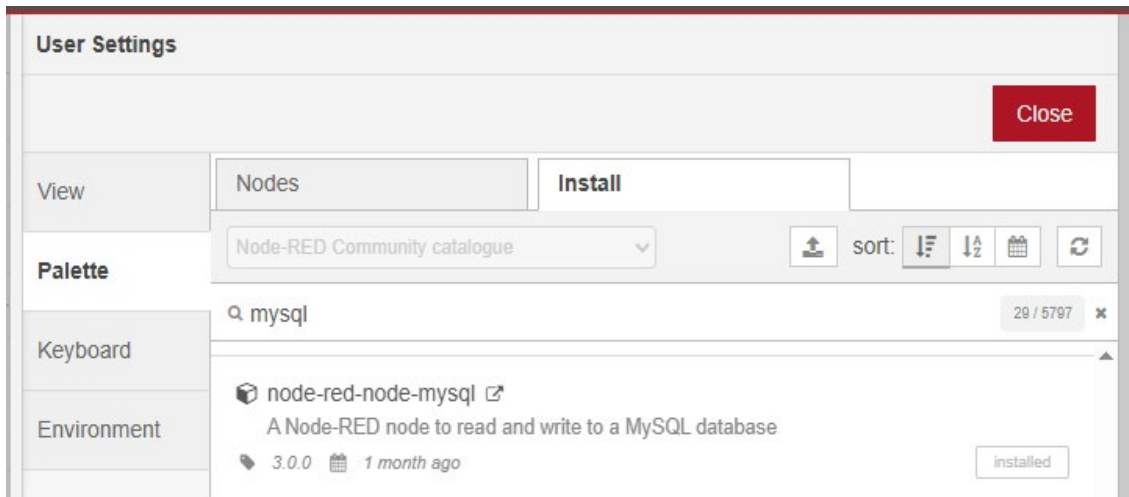 User Settings
Close
View
Palette
Keyboard
Environment
Nodes
Install
Node-RED Community catalogue
sort:
mysql
29 / 5797
node-red-node-mysql
A Node-RED node to read and write to a MySQL database
3.0.0 1 month ago
installed